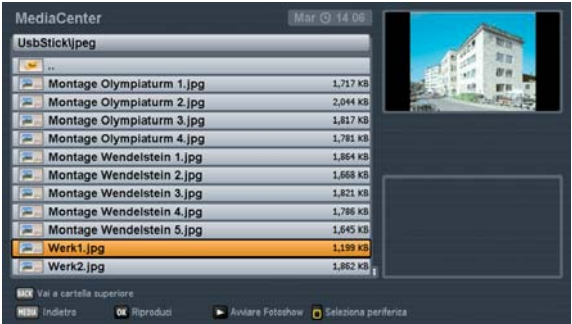 MediaCenter
Mar 14 06
UsbStick\jpeg
..
Montage Olympiaturm 1.jpg 1,717 KB
Montage Olympiaturm 2.jpg 2,044 KB
Montage Olympiaturm 3.jpg 1,817 KB
Montage Olympiaturm 4.jpg 1,781 KB
Montage Wendelstein 1.jpg 1,864 KB
Montage Wendelstein 2.jpg 1,668 KB
Montage Wendelstein 3.jpg 1,821 KB
Montage Wendelstein 4.jpg 1,786 KB
Montage Wendelstein 5.jpg 1,645 KB
Werk1.jpg 1,199 KB
Werk2.jpg 1,862 KB
BACK Vai a cartella superiore
MEDIA Indietro OK Riproduci Avviare Fotoshow Seleziona periferica